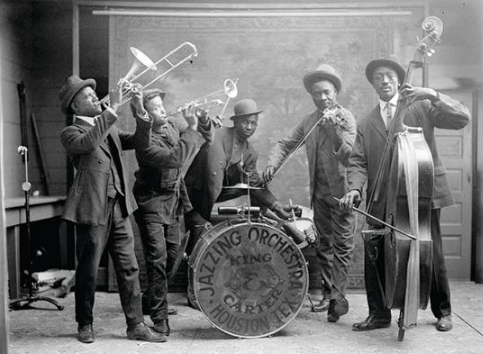 JAZZING ORCHESTRA
KING
&
CARTER
HOUSTON TEX